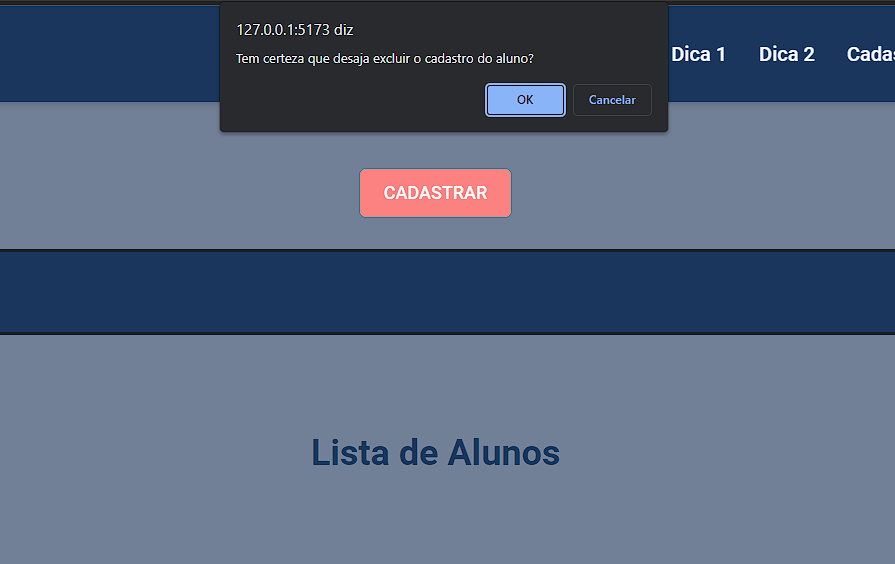 127.0.0.1:5173 diz
Tem certeza que desaja excluir o cadastro do aluno?
OK Cancelar
Dica 1 Dica 2 Cadas
CADASTRAR
Lista de Alunos